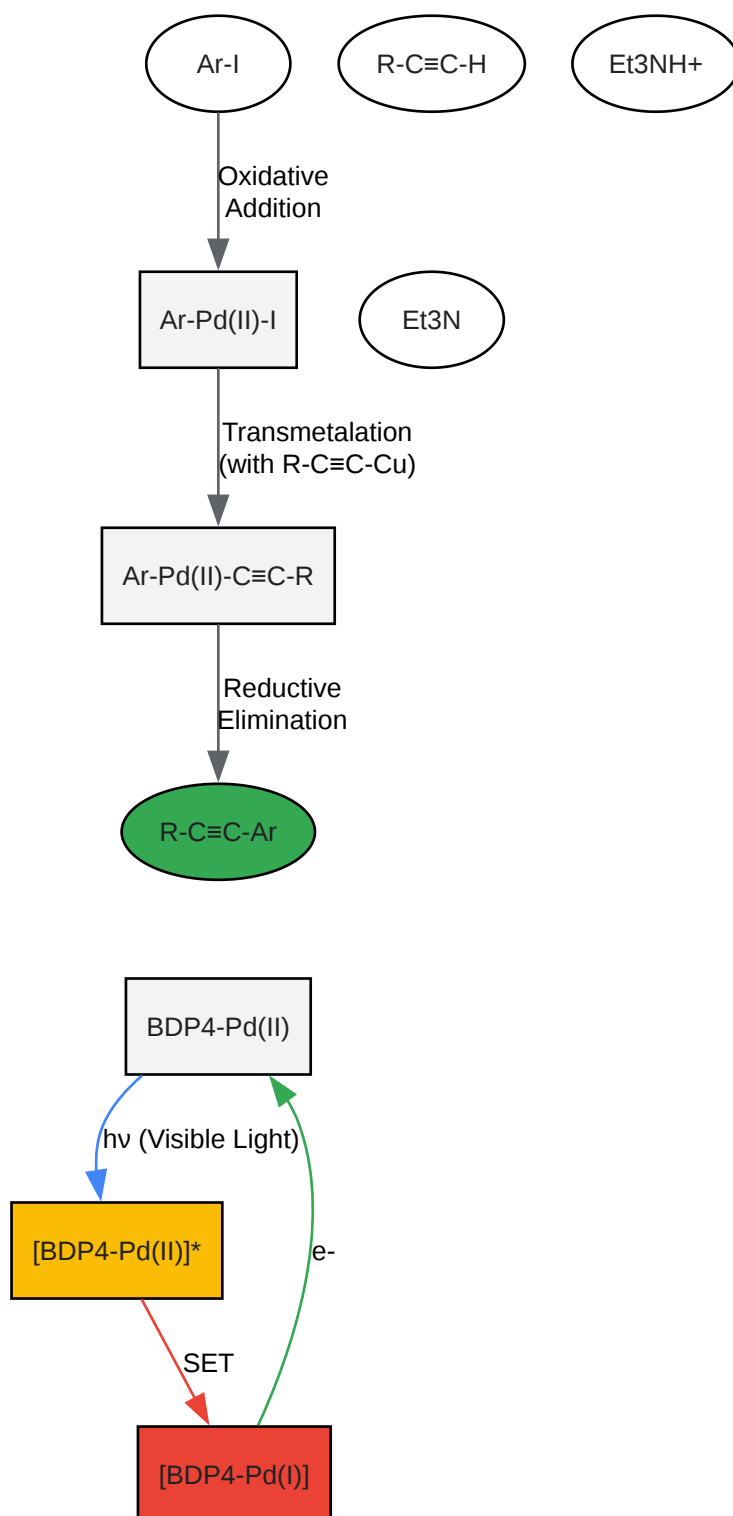 Ar-I
R-C≡C-H
Et3NH+
Oxidative
Addition
Ar-Pd(II)-I
Et3N
Transmetalation
(with R-C≡C-Cu)
Ar-Pd(II)-C≡C-R
Reductive
Elimination
R-C≡C-Ar
BDP4-Pd(II)
hν (Visible Light)
[BDP4-Pd(II)]*
e-
SET
[BDP4-Pd(I)]